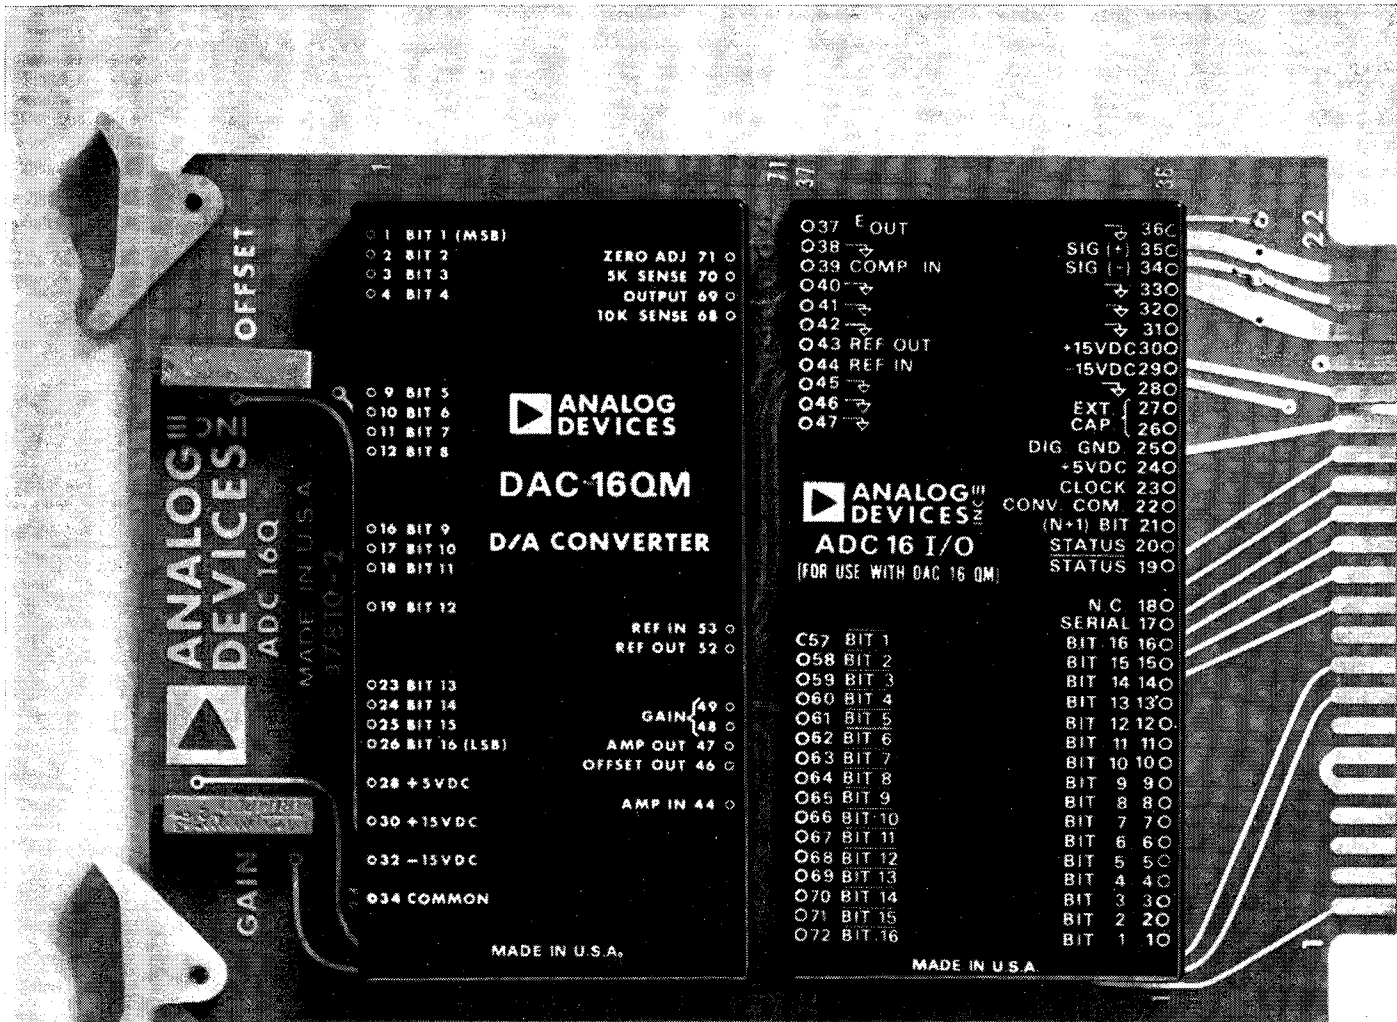 1
71
37
36
22
1
OFFSET
ANALOG
DEVICES INC
ADC 16Q
MADE IN U.S.A.
37810-2
GAIN
1 BIT 1 (MSB)
2 BIT 2
3 BIT 3
4 BIT 4
9 BIT 5
10 BIT 6
11 BIT 7
12 BIT 8
16 BIT 9
17 BIT 10
18 BIT 11
19 BIT 12
23 BIT 13
24 BIT 14
25 BIT 15
26 BIT 16 (LSB)
28 +5VDC
30 +15VDC
32 -15VDC
34 COMMON
ZERO ADJ 71
5K SENSE 70
OUTPUT 69
10K SENSE 68
ANALOG
DEVICES
DAC-16QM
D/A CONVERTER
REF IN 53
REF OUT 52
GAIN { 49
48
AMP OUT 47
OFFSET OUT 46
AMP IN 44
MADE IN U.S.A.
37 E OUT
38
39 COMP IN
40
41
42
43 REF OUT
44 REF IN
45
46
47
36
SIG (+) 35
SIG (-) 34
33
32
31
+15VDC 30
-15VDC 29
28
EXT. { 27
CAP. 26
DIG. GND. 25
+5VDC 24
CLOCK 23
CONV. COM. 22
(N+1) BIT 21
STATUS 20
STATUS 19
ANALOG
DEVICES INC
ADC 16 I/O
(FOR USE WITH DAC 16 QM)
57 BIT 1
58 BIT 2
59 BIT 3
60 BIT 4
61 BIT 5
62 BIT 6
63 BIT 7
64 BIT 8
65 BIT 9
66 BIT 10
67 BIT 11
68 BIT 12
69 BIT 13
70 BIT 14
71 BIT 15
72 BIT 16
N.C. 18
SERIAL 17
BIT 16 16
BIT 15 15
BIT 14 14
BIT 13 13
BIT 12 12
BIT 11 11
BIT 10 10
BIT 9 9
BIT 8 8
BIT 7 7
BIT 6 6
BIT 5 5
BIT 4 4
BIT 3 3
BIT 2 2
BIT 1 1
MADE IN U.S.A.